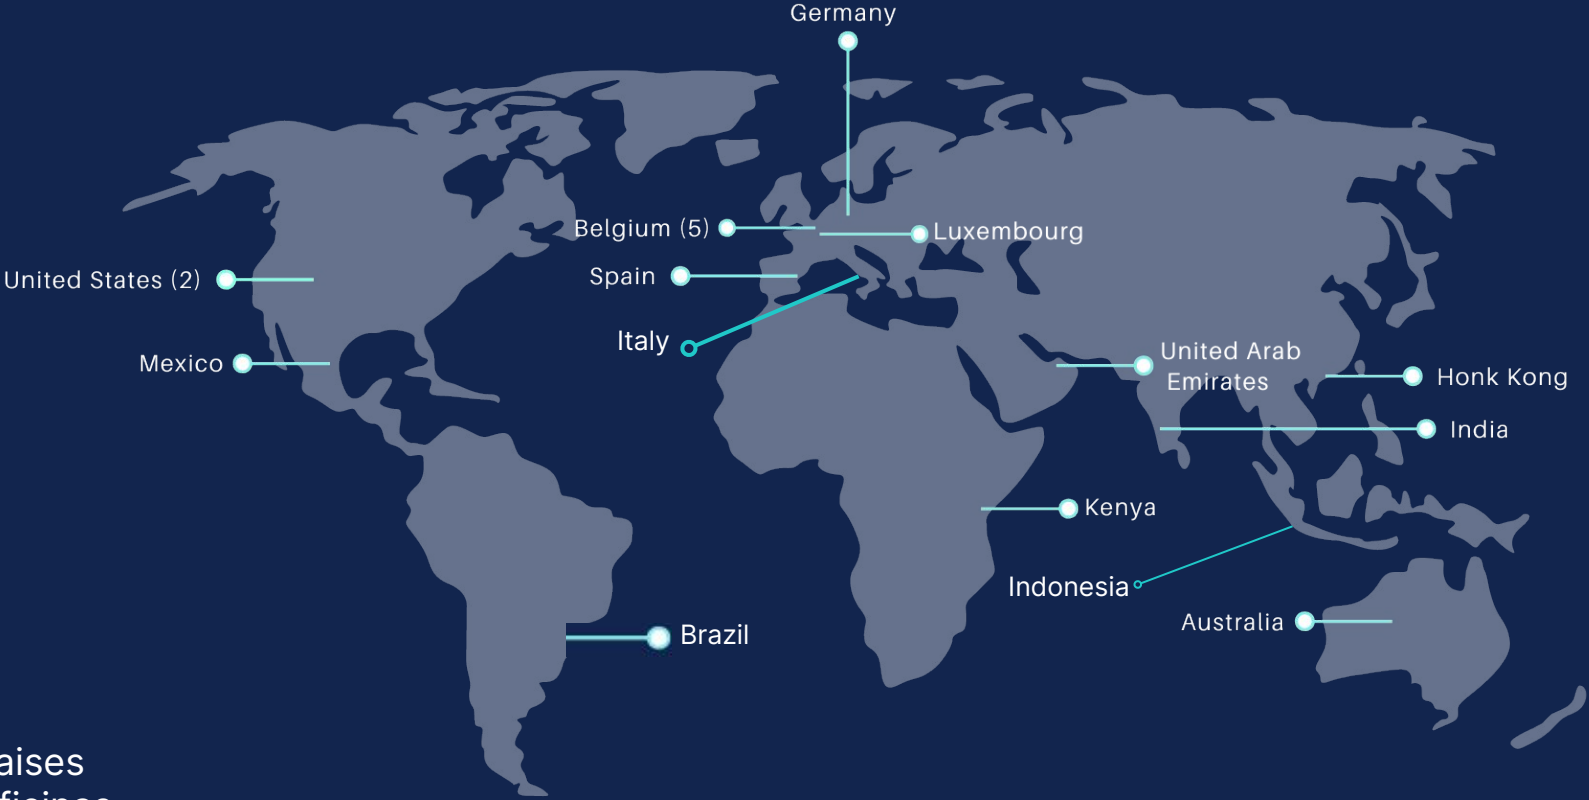 Germany
Belgium (5)
Luxembourg
United States (2)
Spain
Italy
Mexico
United Arab
Emirates
Honk Kong
India
Kenya
Indonesia
Australia
Brazil
aises